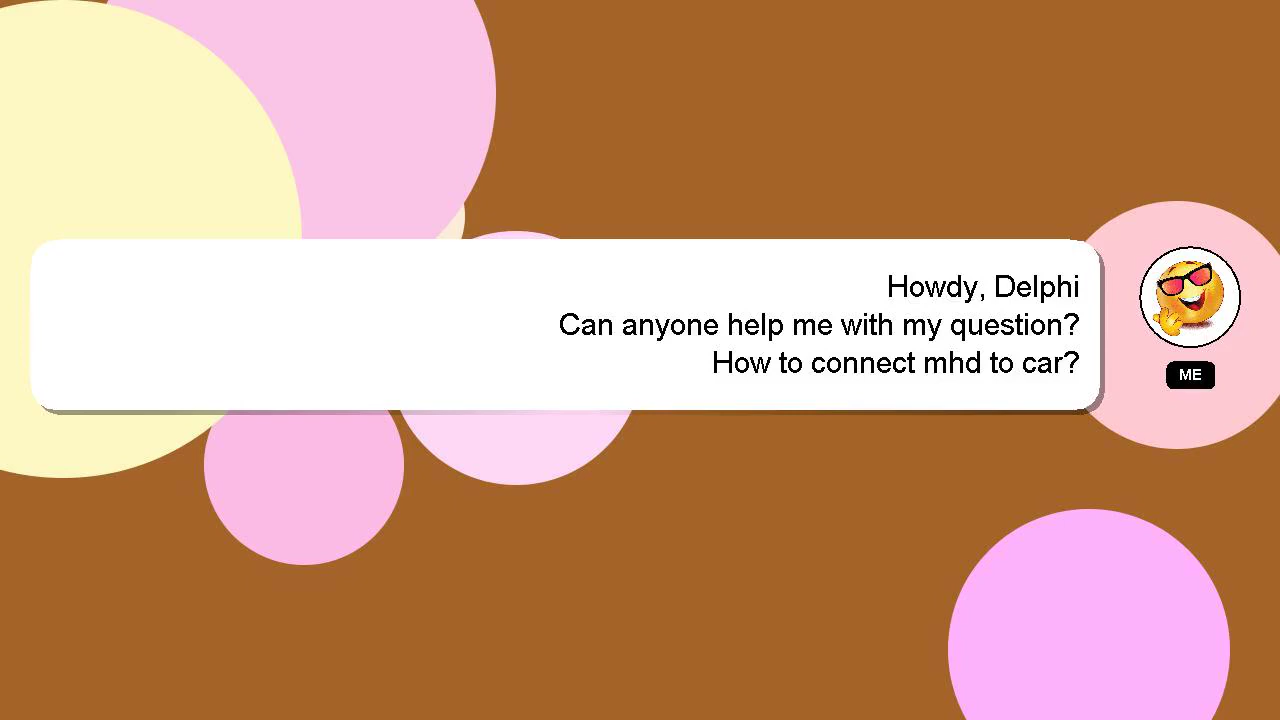 Howdy, Delphi
Can anyone help me with my question?
How to connect mhd to car?
ME